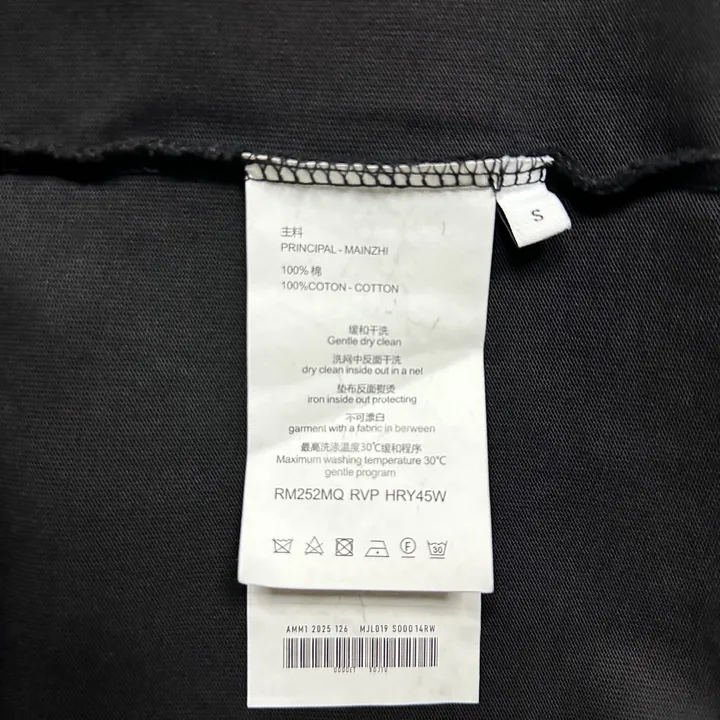 S
主料
PRINCIPAL - MAINZHI
100% 棉
100%COTON - COTTON
缓和干洗
Gentle dry clean
洗网中反面干洗
dry clean inside out in a net
垫布反面熨烫
iron inside out protecting
不可漂白
garment with a fabric in berween
最高洗涤温度30℃缓和程序
Maximum washing temperature 30℃
gentle program
RM252MQ RVP HRY45W
F 30
AMM1 2025 126 MJL019 S00014RW